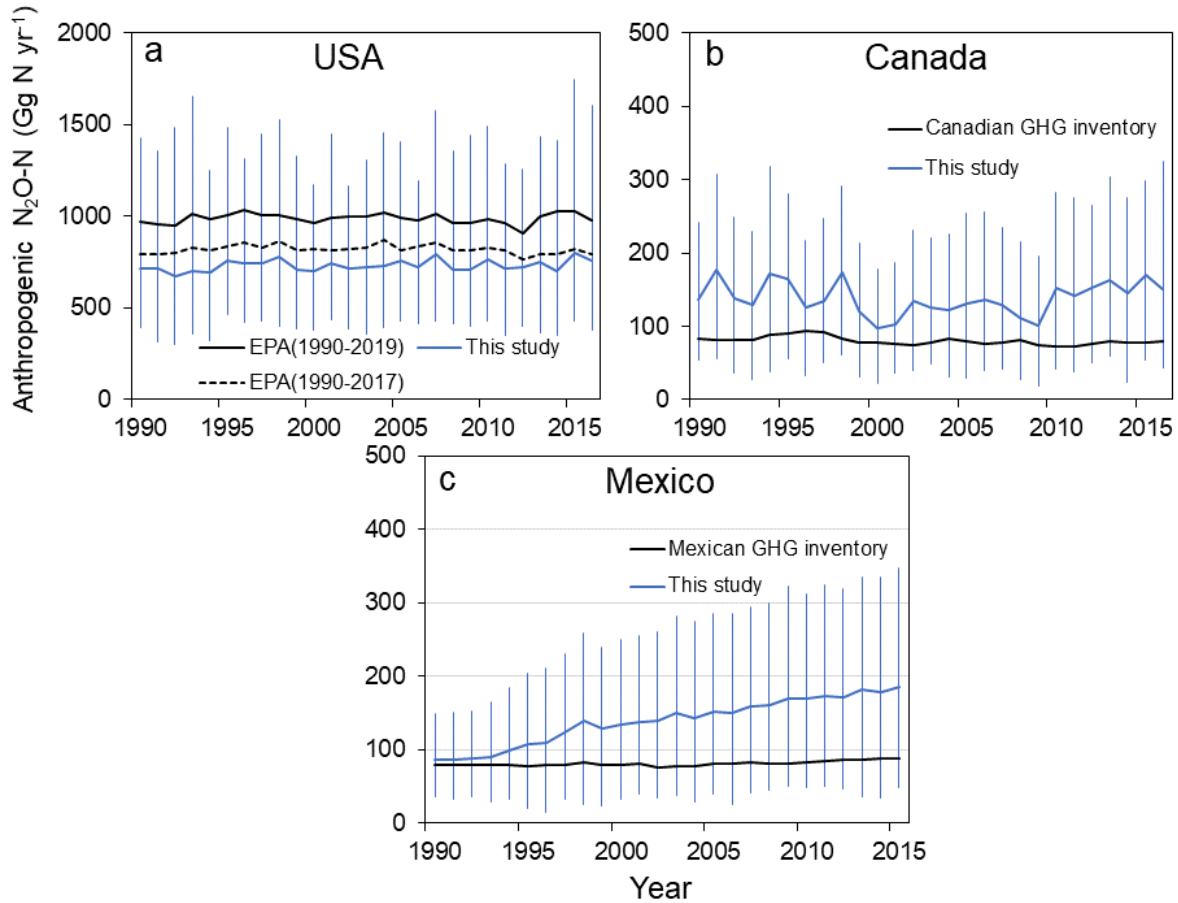 Anthropogenic N₂O-N (Gg N yr⁻¹)
a
USA
2000
1500
1000
500
0
EPA(1990-2019)
This study
EPA(1990-2017)
1990
1995
2000
2005
2010
2015
b
Canada
500
400
300
200
100
0
Canadian GHG inventory
This study
1990
1995
2000
2005
2010
2015
c
Mexico
500
400
300
200
100
0
Mexican GHG inventory
This study
1990
1995
2000
2005
2010
2015
Year